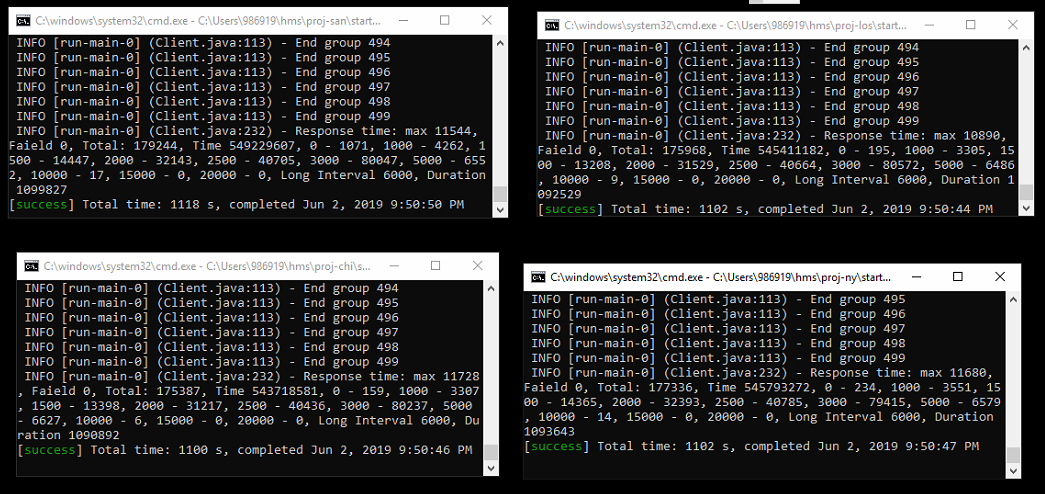 C:\windows\system32\cmd.exe - C:\Users\986919\hms\proj-san\start...
INFO [run-main-0] (Client.java:113) - End group 494
INFO [run-main-0] (Client.java:113) - End group 495
INFO [run-main-0] (Client.java:113) - End group 496
INFO [run-main-0] (Client.java:113) - End group 497
INFO [run-main-0] (Client.java:113) - End group 498
INFO [run-main-0] (Client.java:113) - End group 499
INFO [run-main-0] (Client.java:232) - Response time: max 11544,
Faield 0, Total: 179244, Time 549229607, 0 - 1071, 1000 - 4262, 1
500 - 14447, 2000 - 32143, 2500 - 40705, 3000 - 80047, 5000 - 655
2, 10000 - 17, 15000 - 0, 20000 - 0, Long Interval 6000, Duration
1099827
[success] Total time: 1118 s, completed Jun 2, 2019 9:50:50 PM
C:\windows\system32\cmd.exe - C:\Users\986919\hms\proj-los\start...
INFO [run-main-0] (Client.java:113) - End group 494
INFO [run-main-0] (Client.java:113) - End group 495
INFO [run-main-0] (Client.java:113) - End group 496
INFO [run-main-0] (Client.java:113) - End group 497
INFO [run-main-0] (Client.java:113) - End group 498
INFO [run-main-0] (Client.java:113) - End group 499
INFO [run-main-0] (Client.java:232) - Response time: max 10890,
Faield 0, Total: 175968, Time 545411182, 0 - 195, 1000 - 3305, 15
00 - 13208, 2000 - 31529, 2500 - 40664, 3000 - 80572, 5000 - 6486
, 10000 - 9, 15000 - 0, 20000 - 0, Long Interval 6000, Duration 1
092529
[success] Total time: 1102 s, completed Jun 2, 2019 9:50:44 PM
C:\windows\system32\cmd.exe - C:\Users\986919\hms\proj-chi\s...
INFO [run-main-0] (Client.java:113) - End group 494
INFO [run-main-0] (Client.java:113) - End group 495
INFO [run-main-0] (Client.java:113) - End group 496
INFO [run-main-0] (Client.java:113) - End group 497
INFO [run-main-0] (Client.java:113) - End group 498
INFO [run-main-0] (Client.java:113) - End group 499
INFO [run-main-0] (Client.java:232) - Response time: max 11728
, Faield 0, Total: 175387, Time 543718581, 0 - 159, 1000 - 3307
, 1500 - 13398, 2000 - 31217, 2500 - 40436, 3000 - 80237, 5000
- 6627, 10000 - 6, 15000 - 0, 20000 - 0, Long Interval 6000, Du
ration 1090892
[success] Total time: 1100 s, completed Jun 2, 2019 9:50:46 PM
C:\windows\system32\cmd.exe - C:\Users\986919\hms\proj-ny\start...
INFO [run-main-0] (Client.java:113) - End group 495
INFO [run-main-0] (Client.java:113) - End group 496
INFO [run-main-0] (Client.java:113) - End group 497
INFO [run-main-0] (Client.java:113) - End group 498
INFO [run-main-0] (Client.java:113) - End group 499
INFO [run-main-0] (Client.java:232) - Response time: max 11680,
Faield 0, Total: 177336, Time 545793272, 0 - 234, 1000 - 3551, 15
00 - 14365, 2000 - 32393, 2500 - 40785, 3000 - 79415, 5000 - 6579
, 10000 - 14, 15000 - 0, 20000 - 0, Long Interval 6000, Duration
1093643
[success] Total time: 1102 s, completed Jun 2, 2019 9:50:47 PM